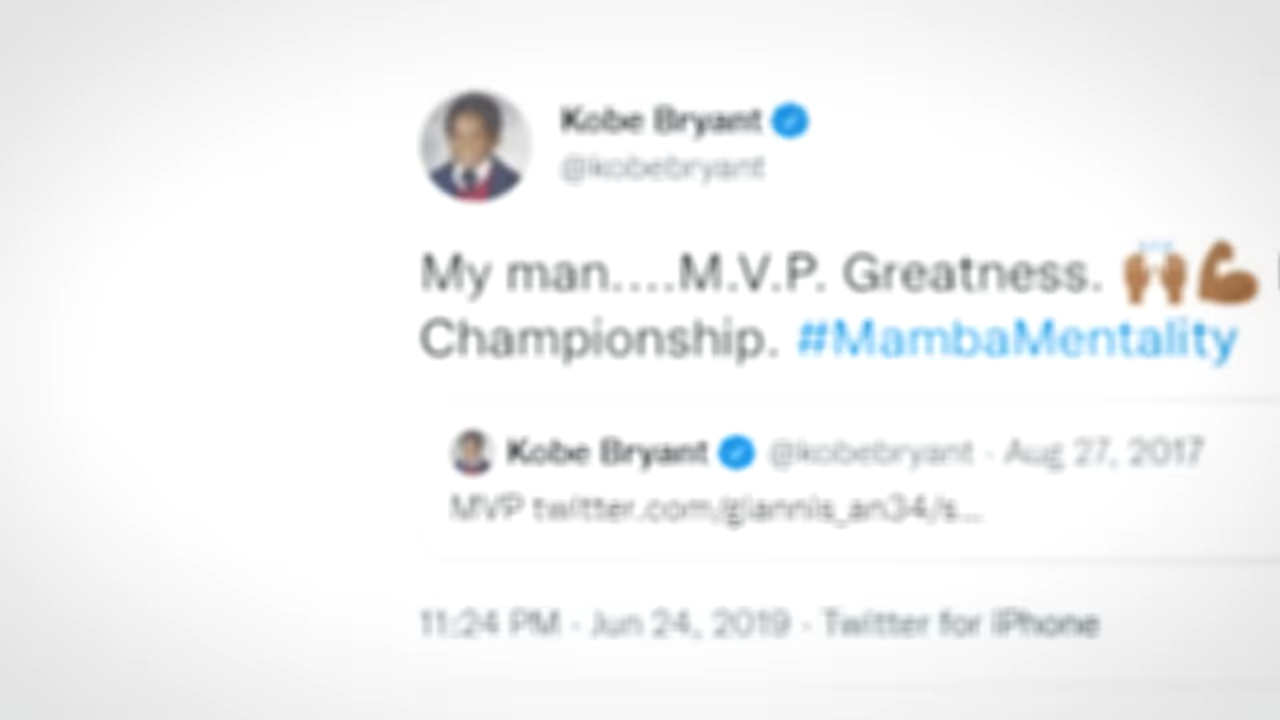 Kobe Bryant
@kobebryant
My man....M.V.P. Greatness. 🙌🏾💪🏾
Championship. #MambaMentality
Kobe Bryant @kobebryant · Aug 27, 2017
MVP twitter.com/giannis_an34/s...
11:24 PM · Jun 24, 2019 · Twitter for iPhone